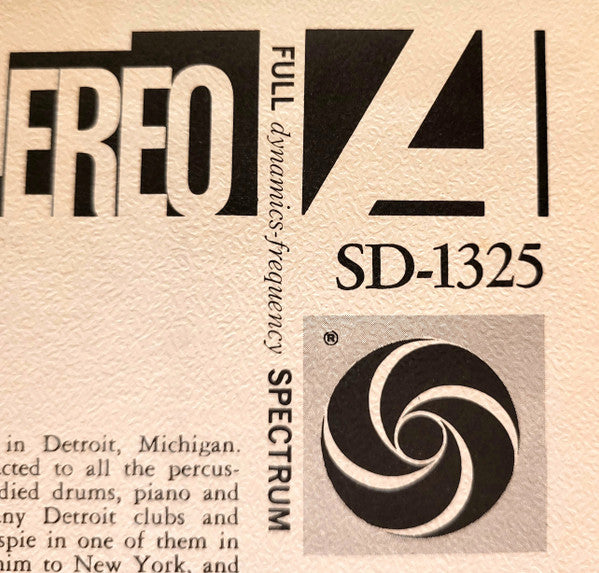 EREO
FULL dynamics-frequency SPECTRUM
A
SD-1325
®
in Detroit, Michigan.
cted to all the percus-
died drums, piano and
ny Detroit clubs and
spie in one of them in
him to New York, and